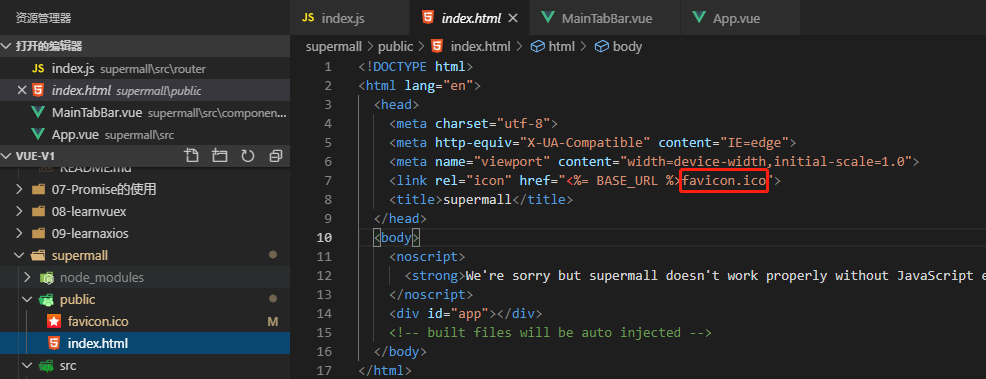 资源管理器
打开的编辑器
JS index.js supermall\src\router
index.html supermall\public
MainTabBar.vue supermall\src\componen...
App.vue supermall\src
VUE-V1
README.md
07-Promise的使用
08-learnvuex
09-learnaxios
supermall
node_modules
public
favicon.ico M
index.html
src
JS index.js index.html MainTabBar.vue App.vue
supermall > public > index.html > html > body
1 <!DOCTYPE html>
2 <html lang="en">
3 <head>
4 <meta charset="utf-8">
5 <meta http-equiv="X-UA-Compatible" content="IE=edge">
6 <meta name="viewport" content="width=device-width,initial-scale=1.0">
7 <link rel="icon" href="<%= BASE_URL %>favicon.ico">
8 <title>supermall</title>
9 </head>
10 <body>
11 <noscript>
12 <strong>We're sorry but supermall doesn't work properly without JavaScript e
13 </noscript>
14 <div id="app"></div>
15 <!-- built files will be auto injected -->
16 </body>
17 </html>